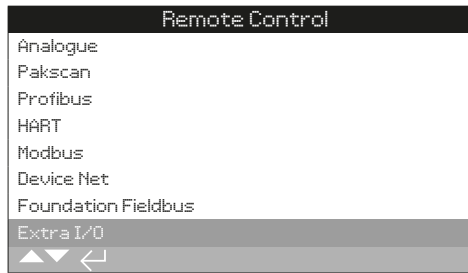 Remote Control
Analogue
Pakscan
Profibus
HART
Modbus
Device Net
Foundation Fieldbus
Extra I/O